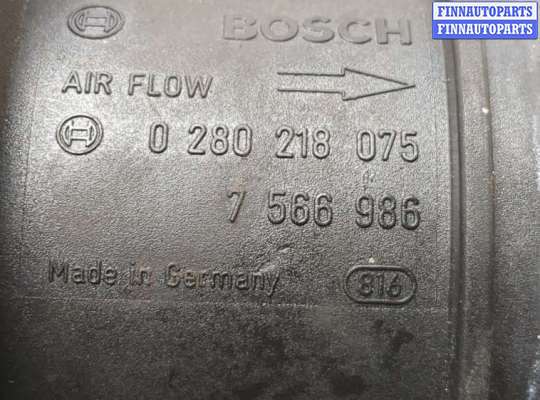 FINNAUTOPARTS
FINNAUTOPARTS
BOSCH
AIR FLOW
0 280 218 075
7 566 986
Made in Germany 816